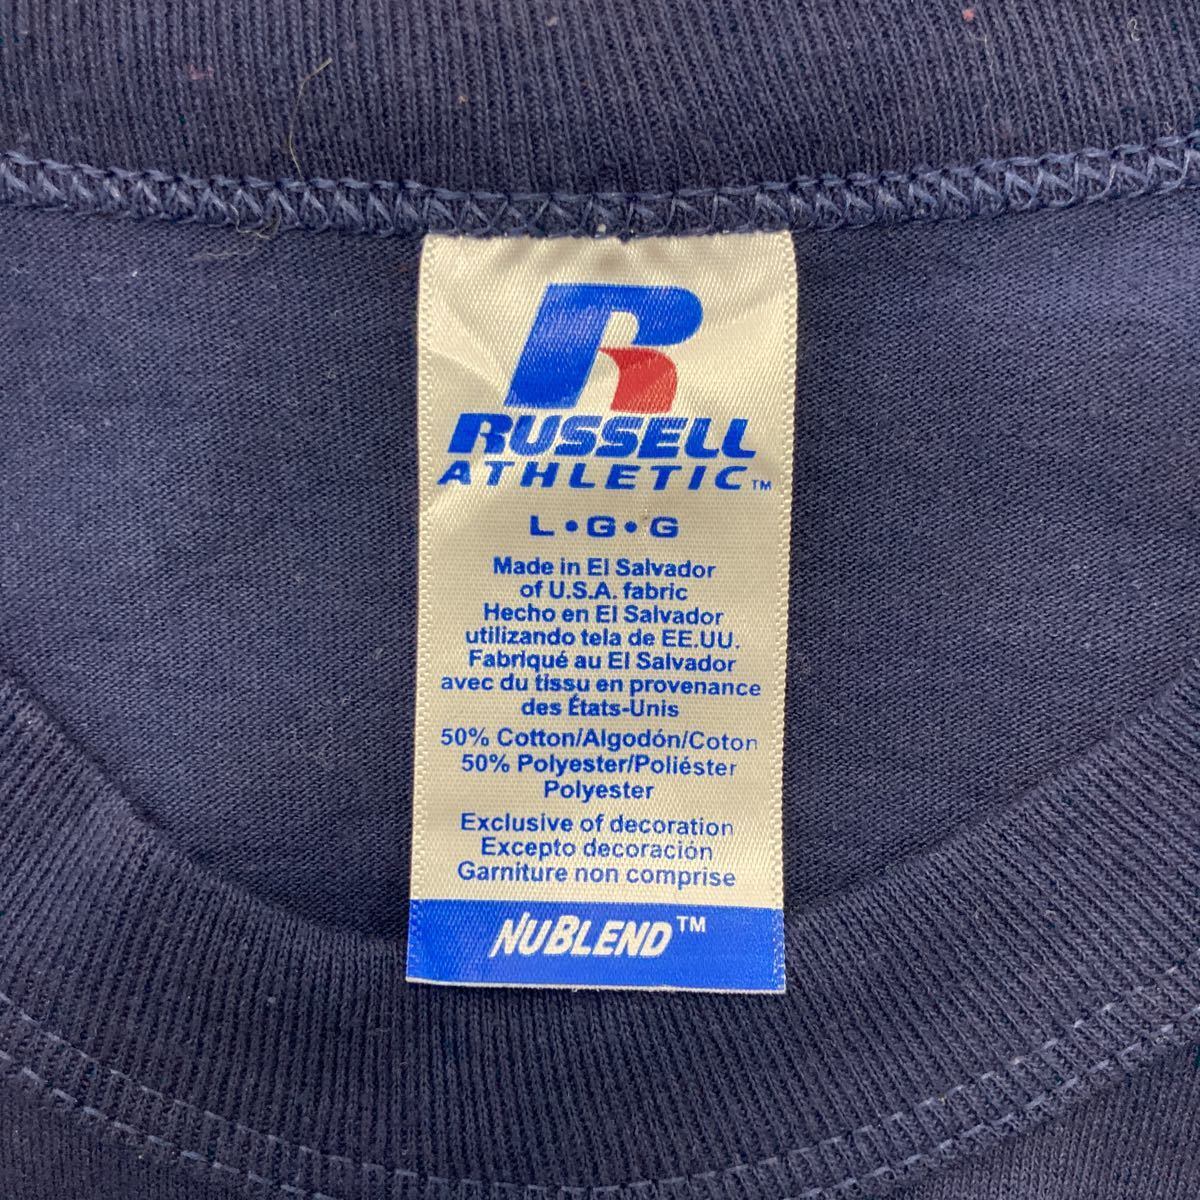 R
RUSSELL
ATHLETIC™
L•G•G
Made in El Salvador
of U.S.A. fabric
Hecho en El Salvador
utilizando tela de EE.UU.
Fabriqué au El Salvador
avec du tissu en provenance
des États-Unis
50% Cotton/Algodón/Coton
50% Polyester/Poliéster
Polyester
Exclusive of decoration
Excepto decoración
Garniture non comprise
NUBLEND™